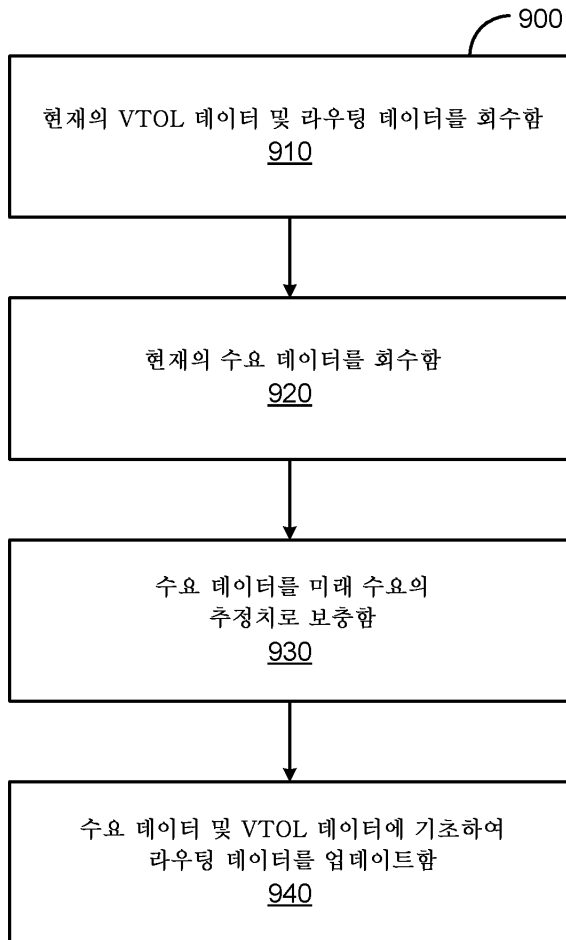 900
현재의 VTOL 데이터 및 라우팅 데이터를 회수함
910
현재의 수요 데이터를 회수함
920
수요 데이터를 미래 수요의
추정치로 보충함
930
수요 데이터 및 VTOL 데이터에 기초하여
라우팅 데이터를 업데이트함
940